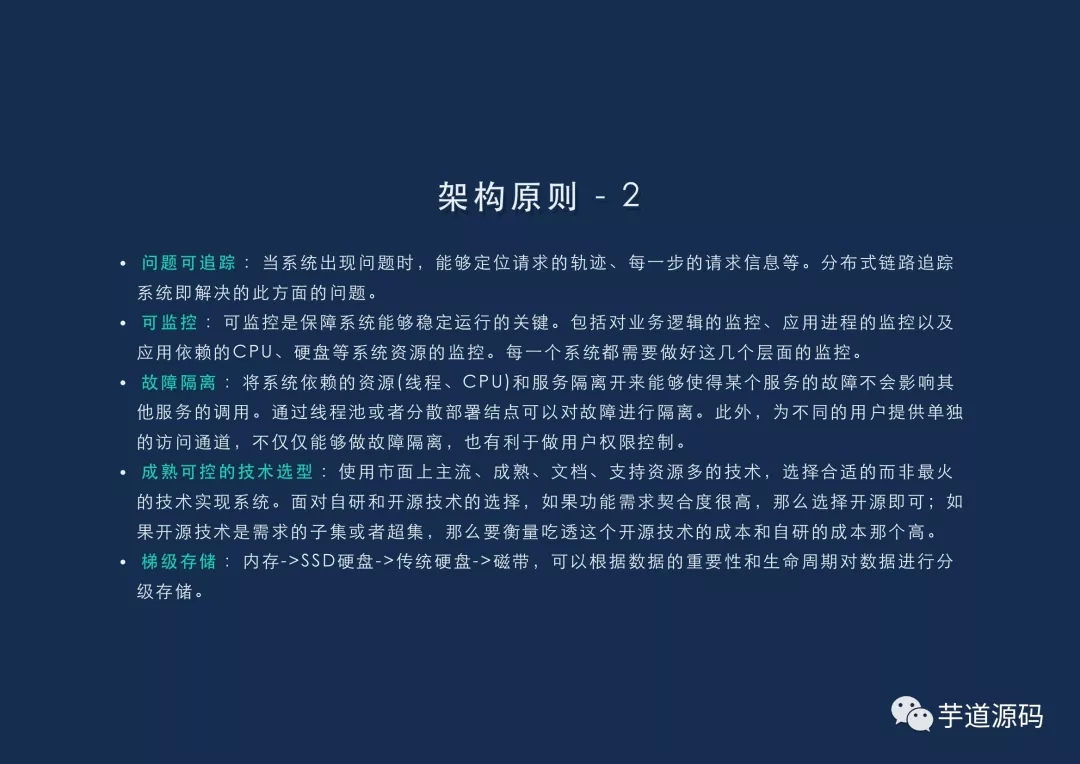 架构原则 - 2
• 问题可追踪： 当系统出现问题时，能够定位请求的轨迹、每一步的请求信息等。分布式链路追踪
系统即解决的此方面的问题。
• 可监控： 可监控是保障系统能够稳定运行的关键。包括对业务逻辑的监控、应用进程的监控以及
应用依赖的CPU、硬盘等系统资源的监控。每一个系统都需要做好这几个层面的监控。
• 故障隔离： 将系统依赖的资源(线程、CPU)和服务隔离开来能够使得某个服务的故障不会影响其
他服务的调用。通过线程池或者分散部署结点可以对故障进行隔离。此外，为不同的用户提供单独
的访问通道，不仅仅能够做故障隔离，也有利于做用户权限控制。
• 成熟可控的技术选型： 使用市面上主流、成熟、文档、支持资源多的技术，选择合适的而非最火
的技术实现系统。面对自研和开源技术的选择，如果功能需求契合度很高，那么选择开源即可；如
果开源技术是需求的子集或者超集，那么要衡量吃透这个开源技术的成本和自研的成本那个高。
• 梯级存储： 内存->SSD硬盘->传统硬盘->磁带，可以根据数据的重要性和生命周期对数据进行分
级存储。
芋道源码